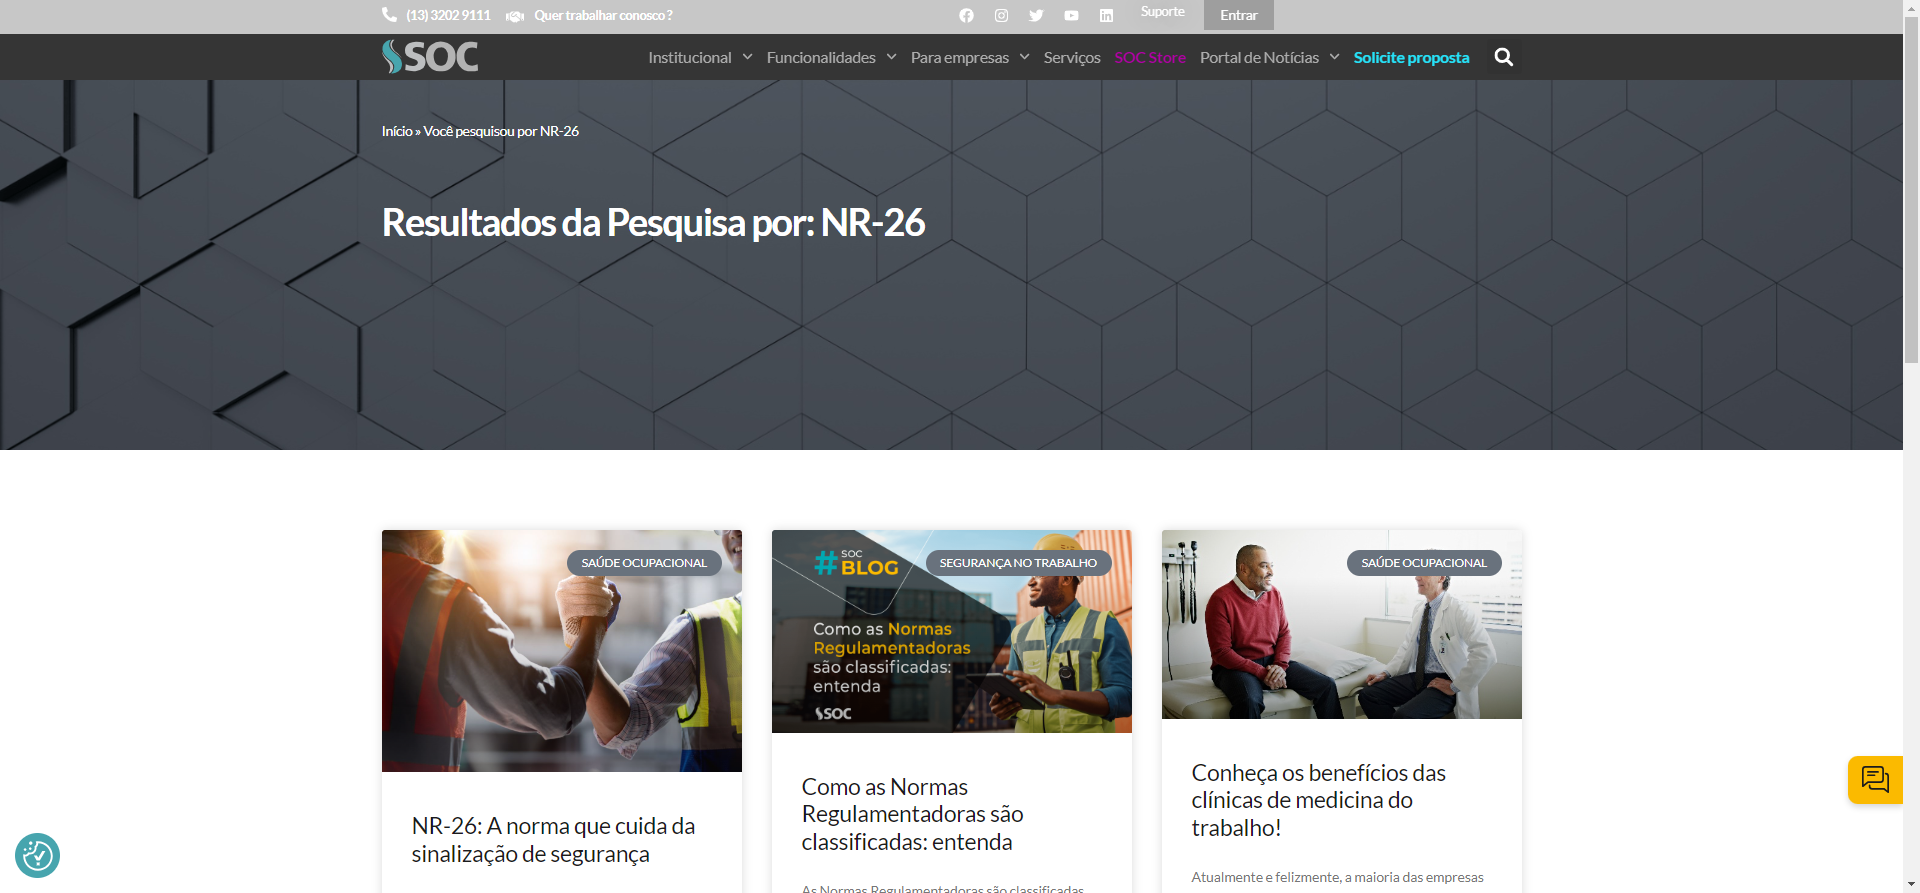 (13) 3202 9111
Quer trabalhar conosco ?
Suporte
Entrar
SOC
Institucional
Funcionalidades
Para empresas
Serviços
SOC Store
Portal de Notícias
Solicite proposta
Início » Você pesquisou por NR-26
Resultados da Pesquisa por: NR-26
SAÚDE OCUPACIONAL
NR-26: A norma que cuida da
sinalização de segurança
# SOC
BLOG
SEGURANÇA NO TRABALHO
Como as Normas
Regulamentadoras
são classificadas:
entenda
SOC
Como as Normas
Regulamentadoras são
classificadas: entenda
As Normas Regulamentadoras são classificadas
SAÚDE OCUPACIONAL
Conheça os benefícios das
clínicas de medicina do
trabalho!
Atualmente e felizmente, a maioria das empresas